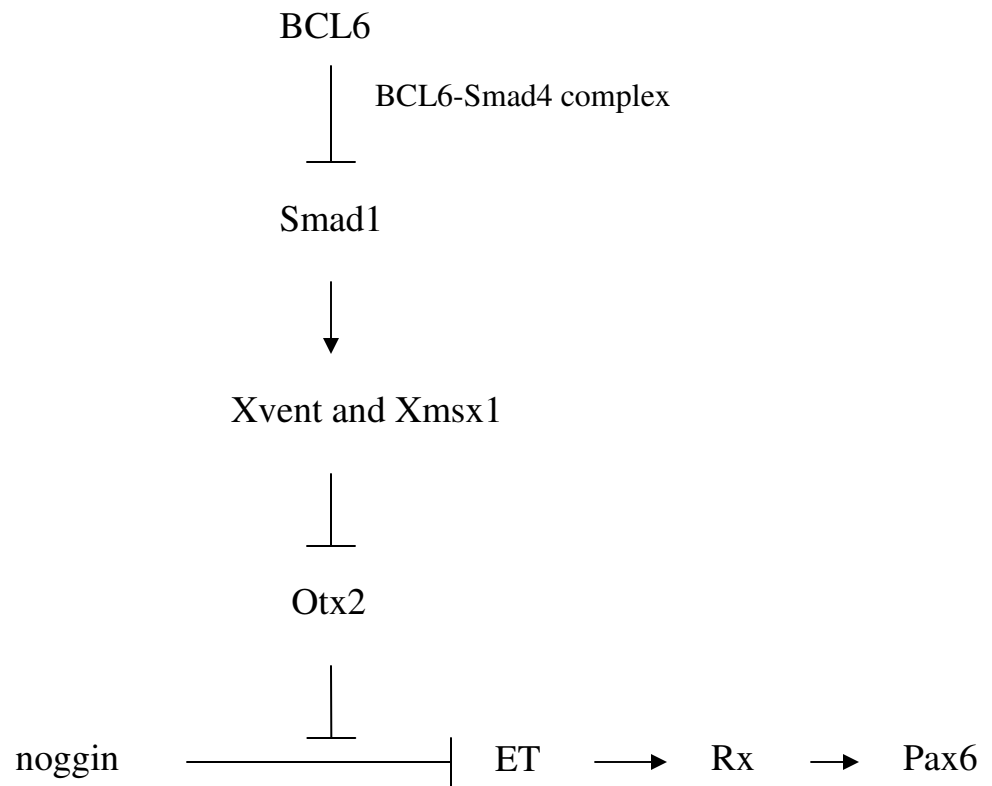 BCL6
BCL6-Smad4 complex
Smad1
Xvent and Xmsx1
Otx2
noggin ET Rx Pax6